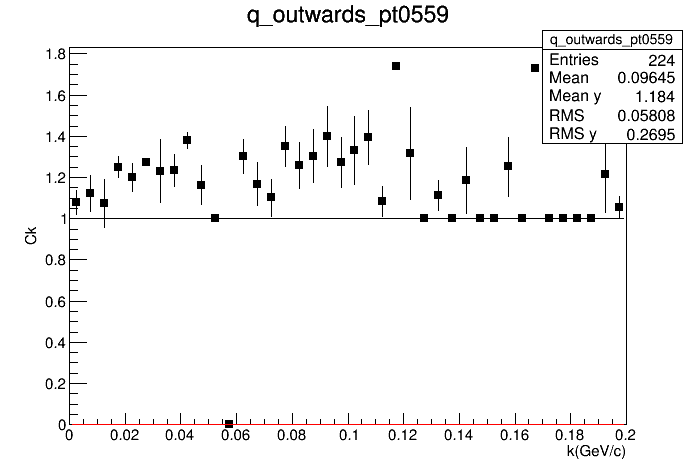 q_outwards_pt0559
q_outwards_pt0559
Entries 224
Mean 0.09645
Mean y 1.184
RMS 0.05808
RMS y 0.2695
1.8
1.6
1.4
1.2
1
0.8
0.6
0.4
0.2
0
Ck
0 0.02 0.04 0.06 0.08 0.1 0.12 0.14 0.16 0.18 0.2
k(GeV/c)